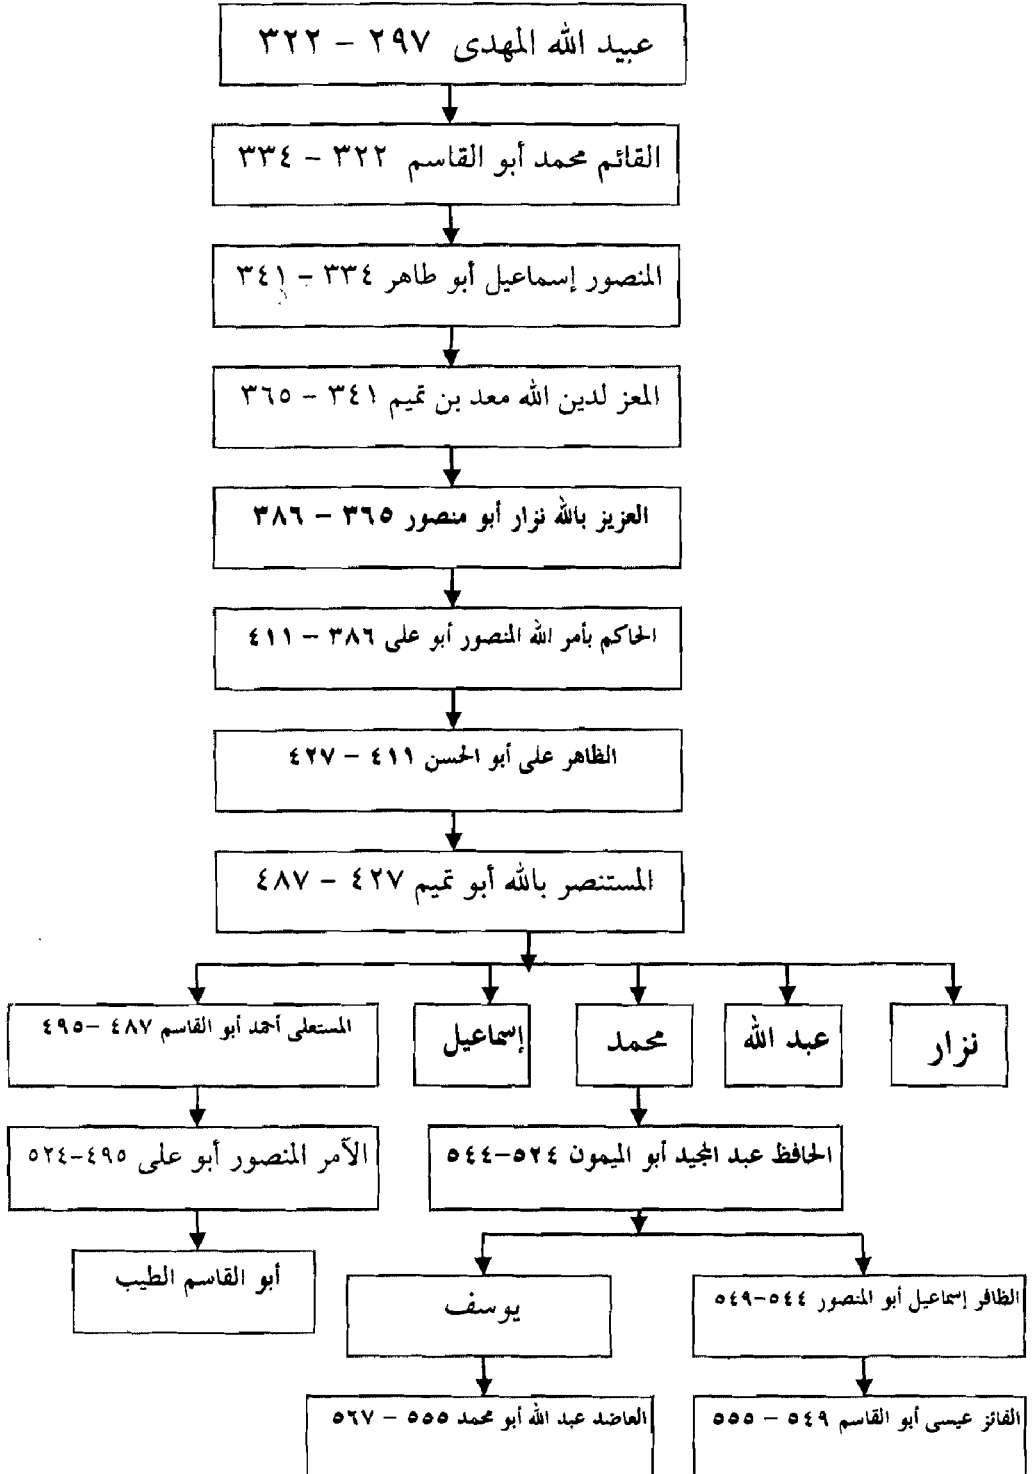 عبيد الله المهدى ٢٩٧ – ٣٢٢
القائم محمد أبو القاسم ٣٢٢ – ٣٣٤
المنصور إسماعيل أبو طاهر ٣٣٤ – ٣٤١
المعز لدين الله معد بن تميم ٣٤١ – ٣٦٥
العزيز بالله نزار أبو منصور ٣٦٥ – ٣٨٦
الحاكم بأمر الله المنصور أبو على ٣٨٦ – ٤١١
الظاهر على أبو الحسن ٤١١ – ٤٢٧
المستنصر بالله أبو تميم ٤٢٧ – ٤٨٧
نزار
عبد الله
محمد
إسماعيل
المستعلى أحمد أبو القاسم ٤٨٧ –٤٩٥
الحافظ عبد المجيد أبو الميمون ٥٢٤–٥٤٤
الآمر المنصور أبو على ٤٩٥–٥٢٤
الظافر إسماعيل أبو المنصور ٥٤٤–٥٤٩
يوسف
أبو القاسم الطيب
الفائز عيسى أبو القاسم ٥٤٩ – ٥٥٥
العاضد عبد الله أبو محمد ٥٥٥ – ٥٦٧